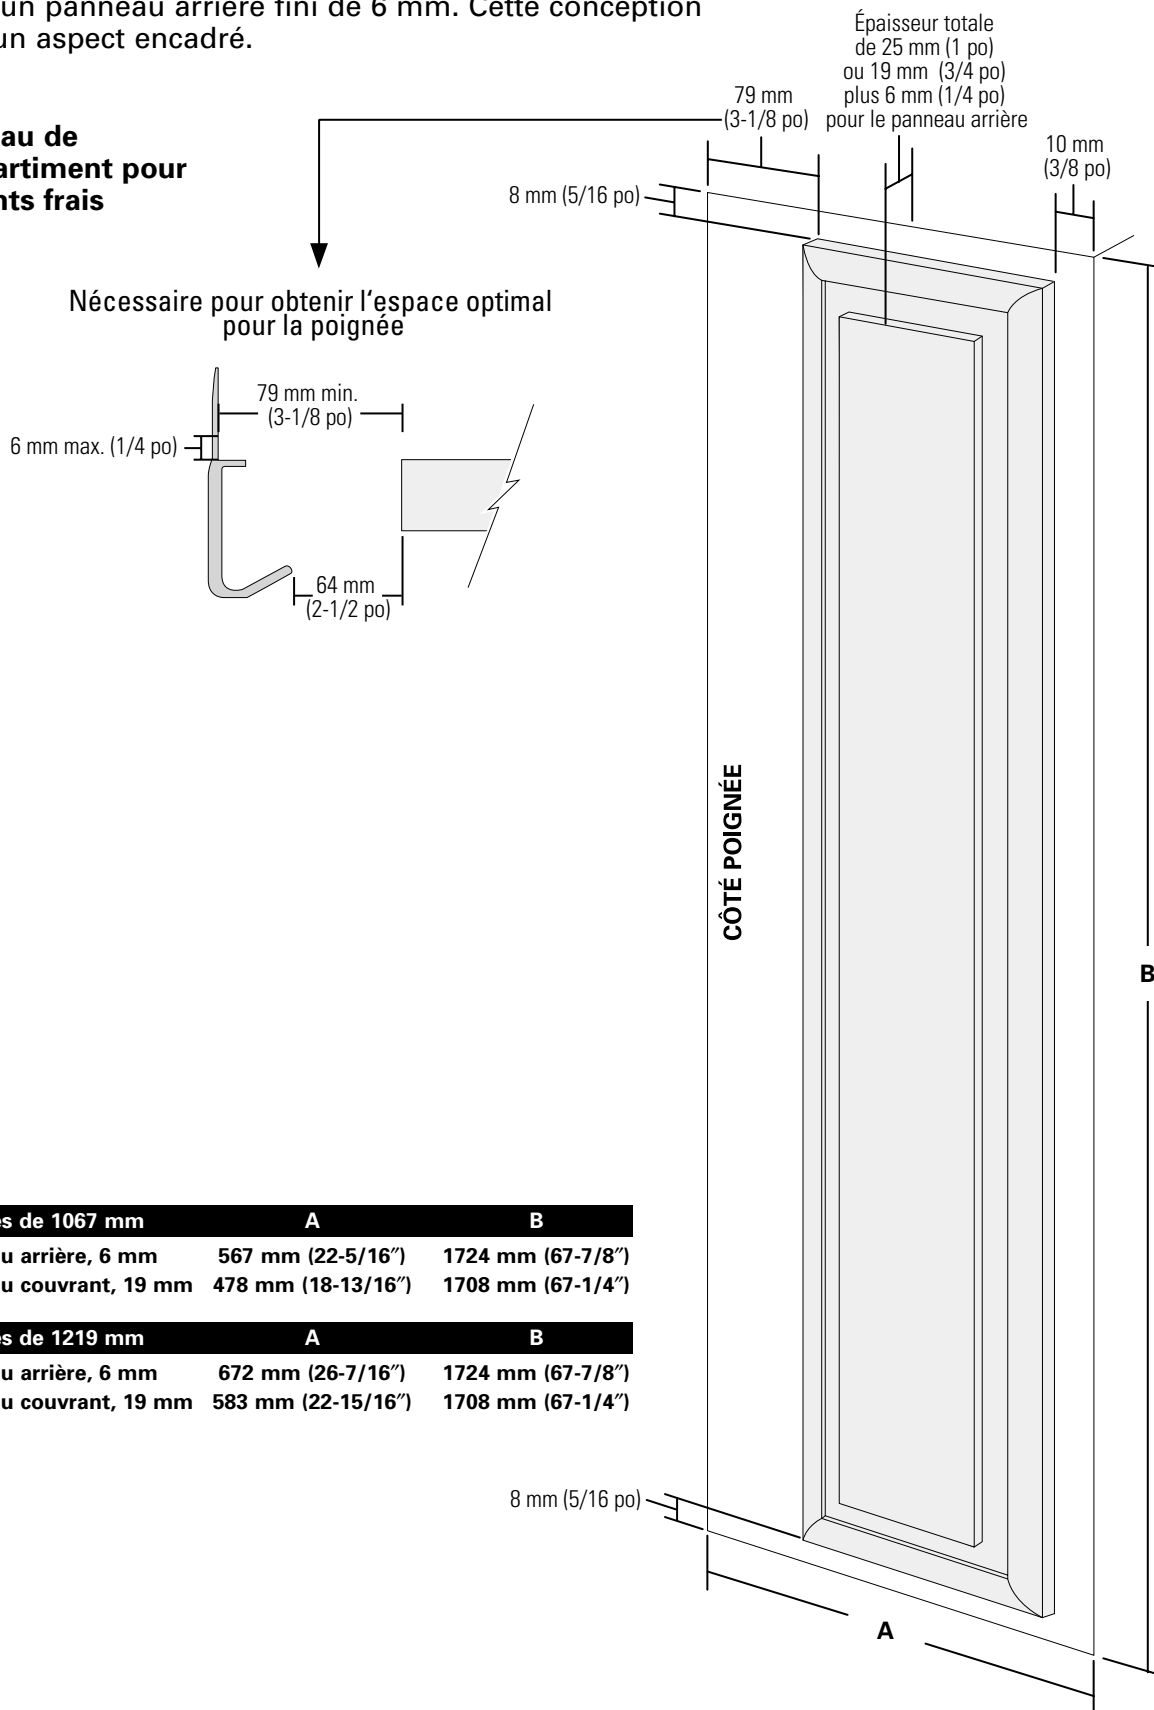 un panneau arrière fini de 6 mm. Cette conception
un aspect encadré.
au de
artiment pour
nts frais
Épaisseur totale
de 25 mm (1 po)
ou 19 mm (3/4 po)
plus 6 mm (1/4 po)
pour le panneau arrière
79 mm
(3-1/8 po)
10 mm
(3/8 po)
8 mm (5/16 po)
Nécessaire pour obtenir l‘espace optimal
pour la poignée
79 mm min.
(3-1/8 po)
6 mm max. (1/4 po)
64 mm
(2-1/2 po)
CÔTÉ POIGNÉE
B
es de 1067 mm A B
u arrière, 6 mm 567 mm (22-5/16″) 1724 mm (67-7/8″)
u couvrant, 19 mm 478 mm (18-13/16″) 1708 mm (67-1/4″)
es de 1219 mm A B
u arrière, 6 mm 672 mm (26-7/16″) 1724 mm (67-7/8″)
u couvrant, 19 mm 583 mm (22-15/16″) 1708 mm (67-1/4″)
8 mm (5/16 po)
A